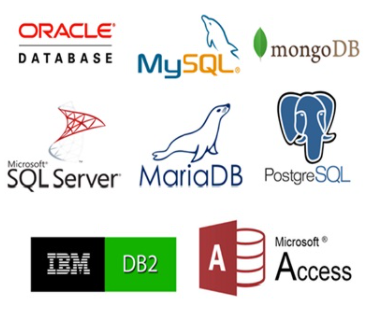 ORACLE®
DATABASE
MySQL®
mongoDB
Microsoft®
SQL Server®
MariaDB
PostgreSQL
IBM
DB2
A
Microsoft®
Access